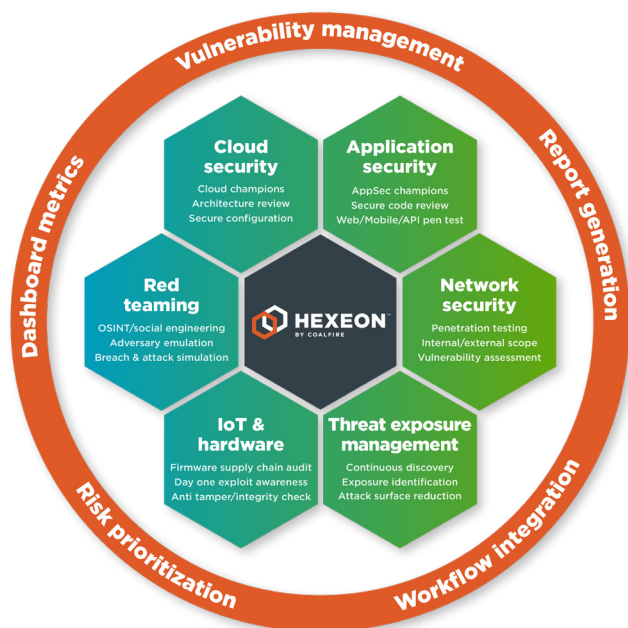 Vulnerability management
Report generation
Workflow integration
Risk prioritization
Dashboard metrics
Cloud
security
Cloud champions
Architecture review
Secure configuration
Application
security
AppSec champions
Secure code review
Web/Mobile/API pen test
Red
teaming
OSINT/social engineering
Adversary emulation
Breach & attack simulation
HEXEON™
BY COALFIRE
Network
security
Penetration testing
Internal/external scope
Vulnerability assessment
IoT &
hardware
Firmware supply chain audit
Day one exploit awareness
Anti tamper/integrity check
Threat exposure
management
Continuous discovery
Exposure identification
Attack surface reduction